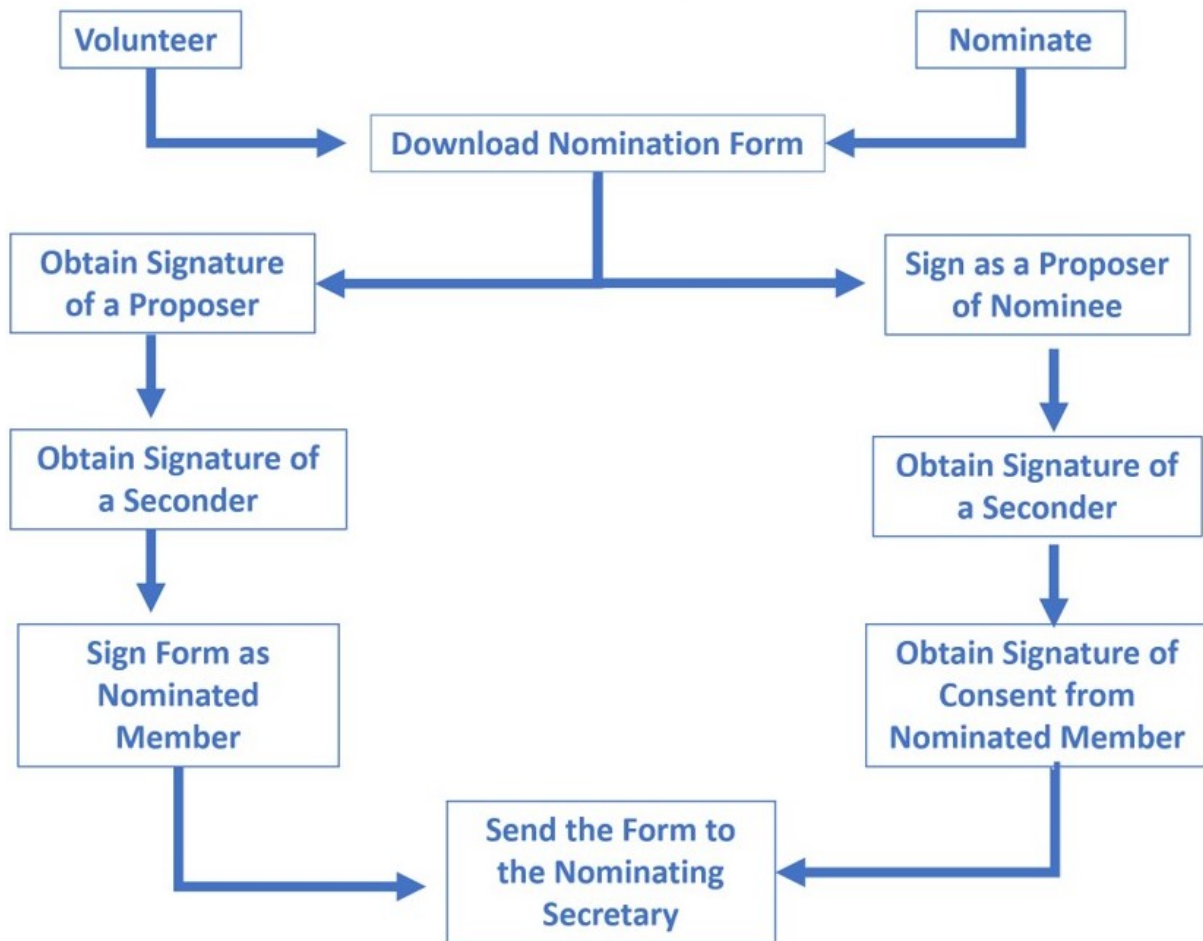 Volunteer
Nominate
Download Nomination Form
Obtain Signature
of a Proposer
Sign as a Proposer
of Nominee
Obtain Signature of
a Seconder
Obtain Signature of
a Seconder
Sign Form as
Nominated
Member
Obtain Signature of
Consent from
Nominated Member
Send the Form to
the Nominating
Secretary